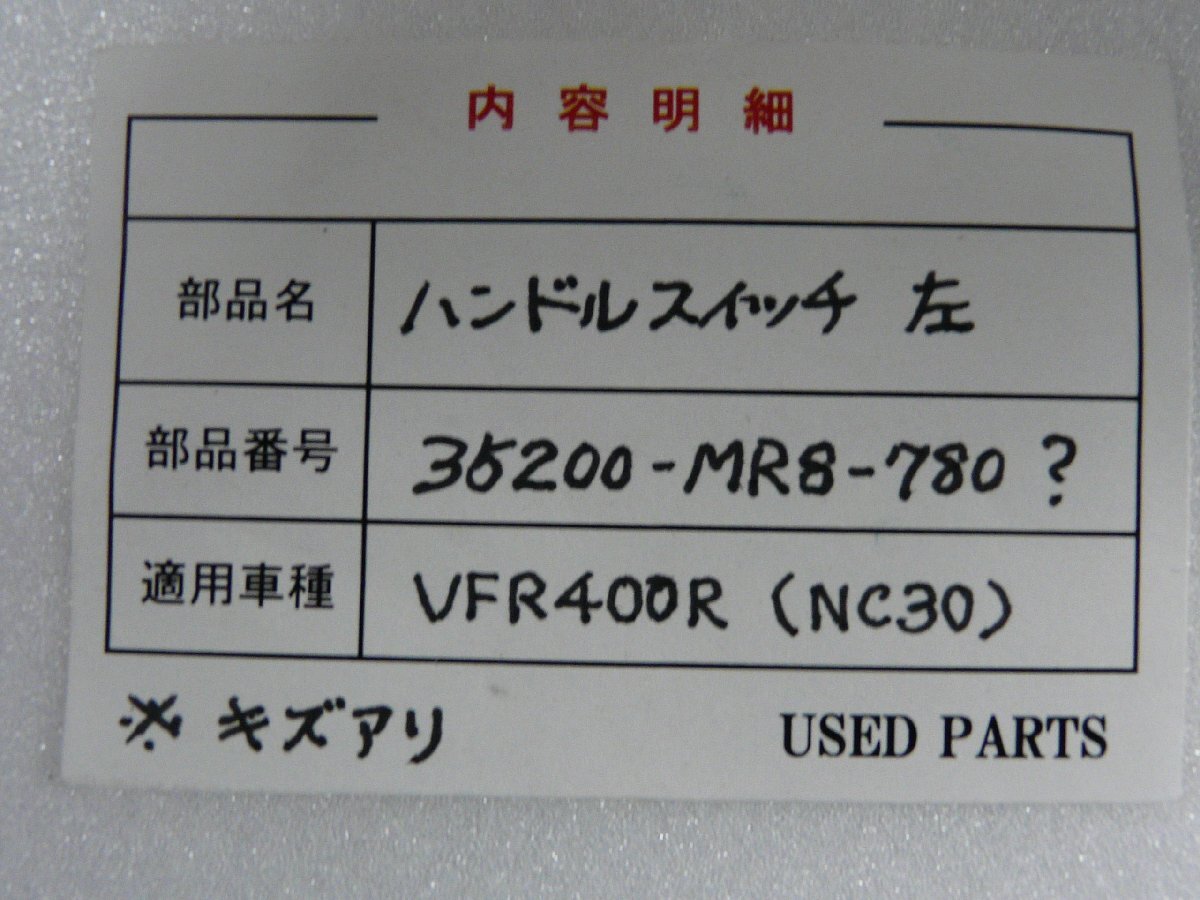 内容明細
部品名 ハンドルスイッチ 左
部品番号 35200-MR8-780 ?
適用車種 VFR400R (NC30)
※ キズアリ USED PARTS